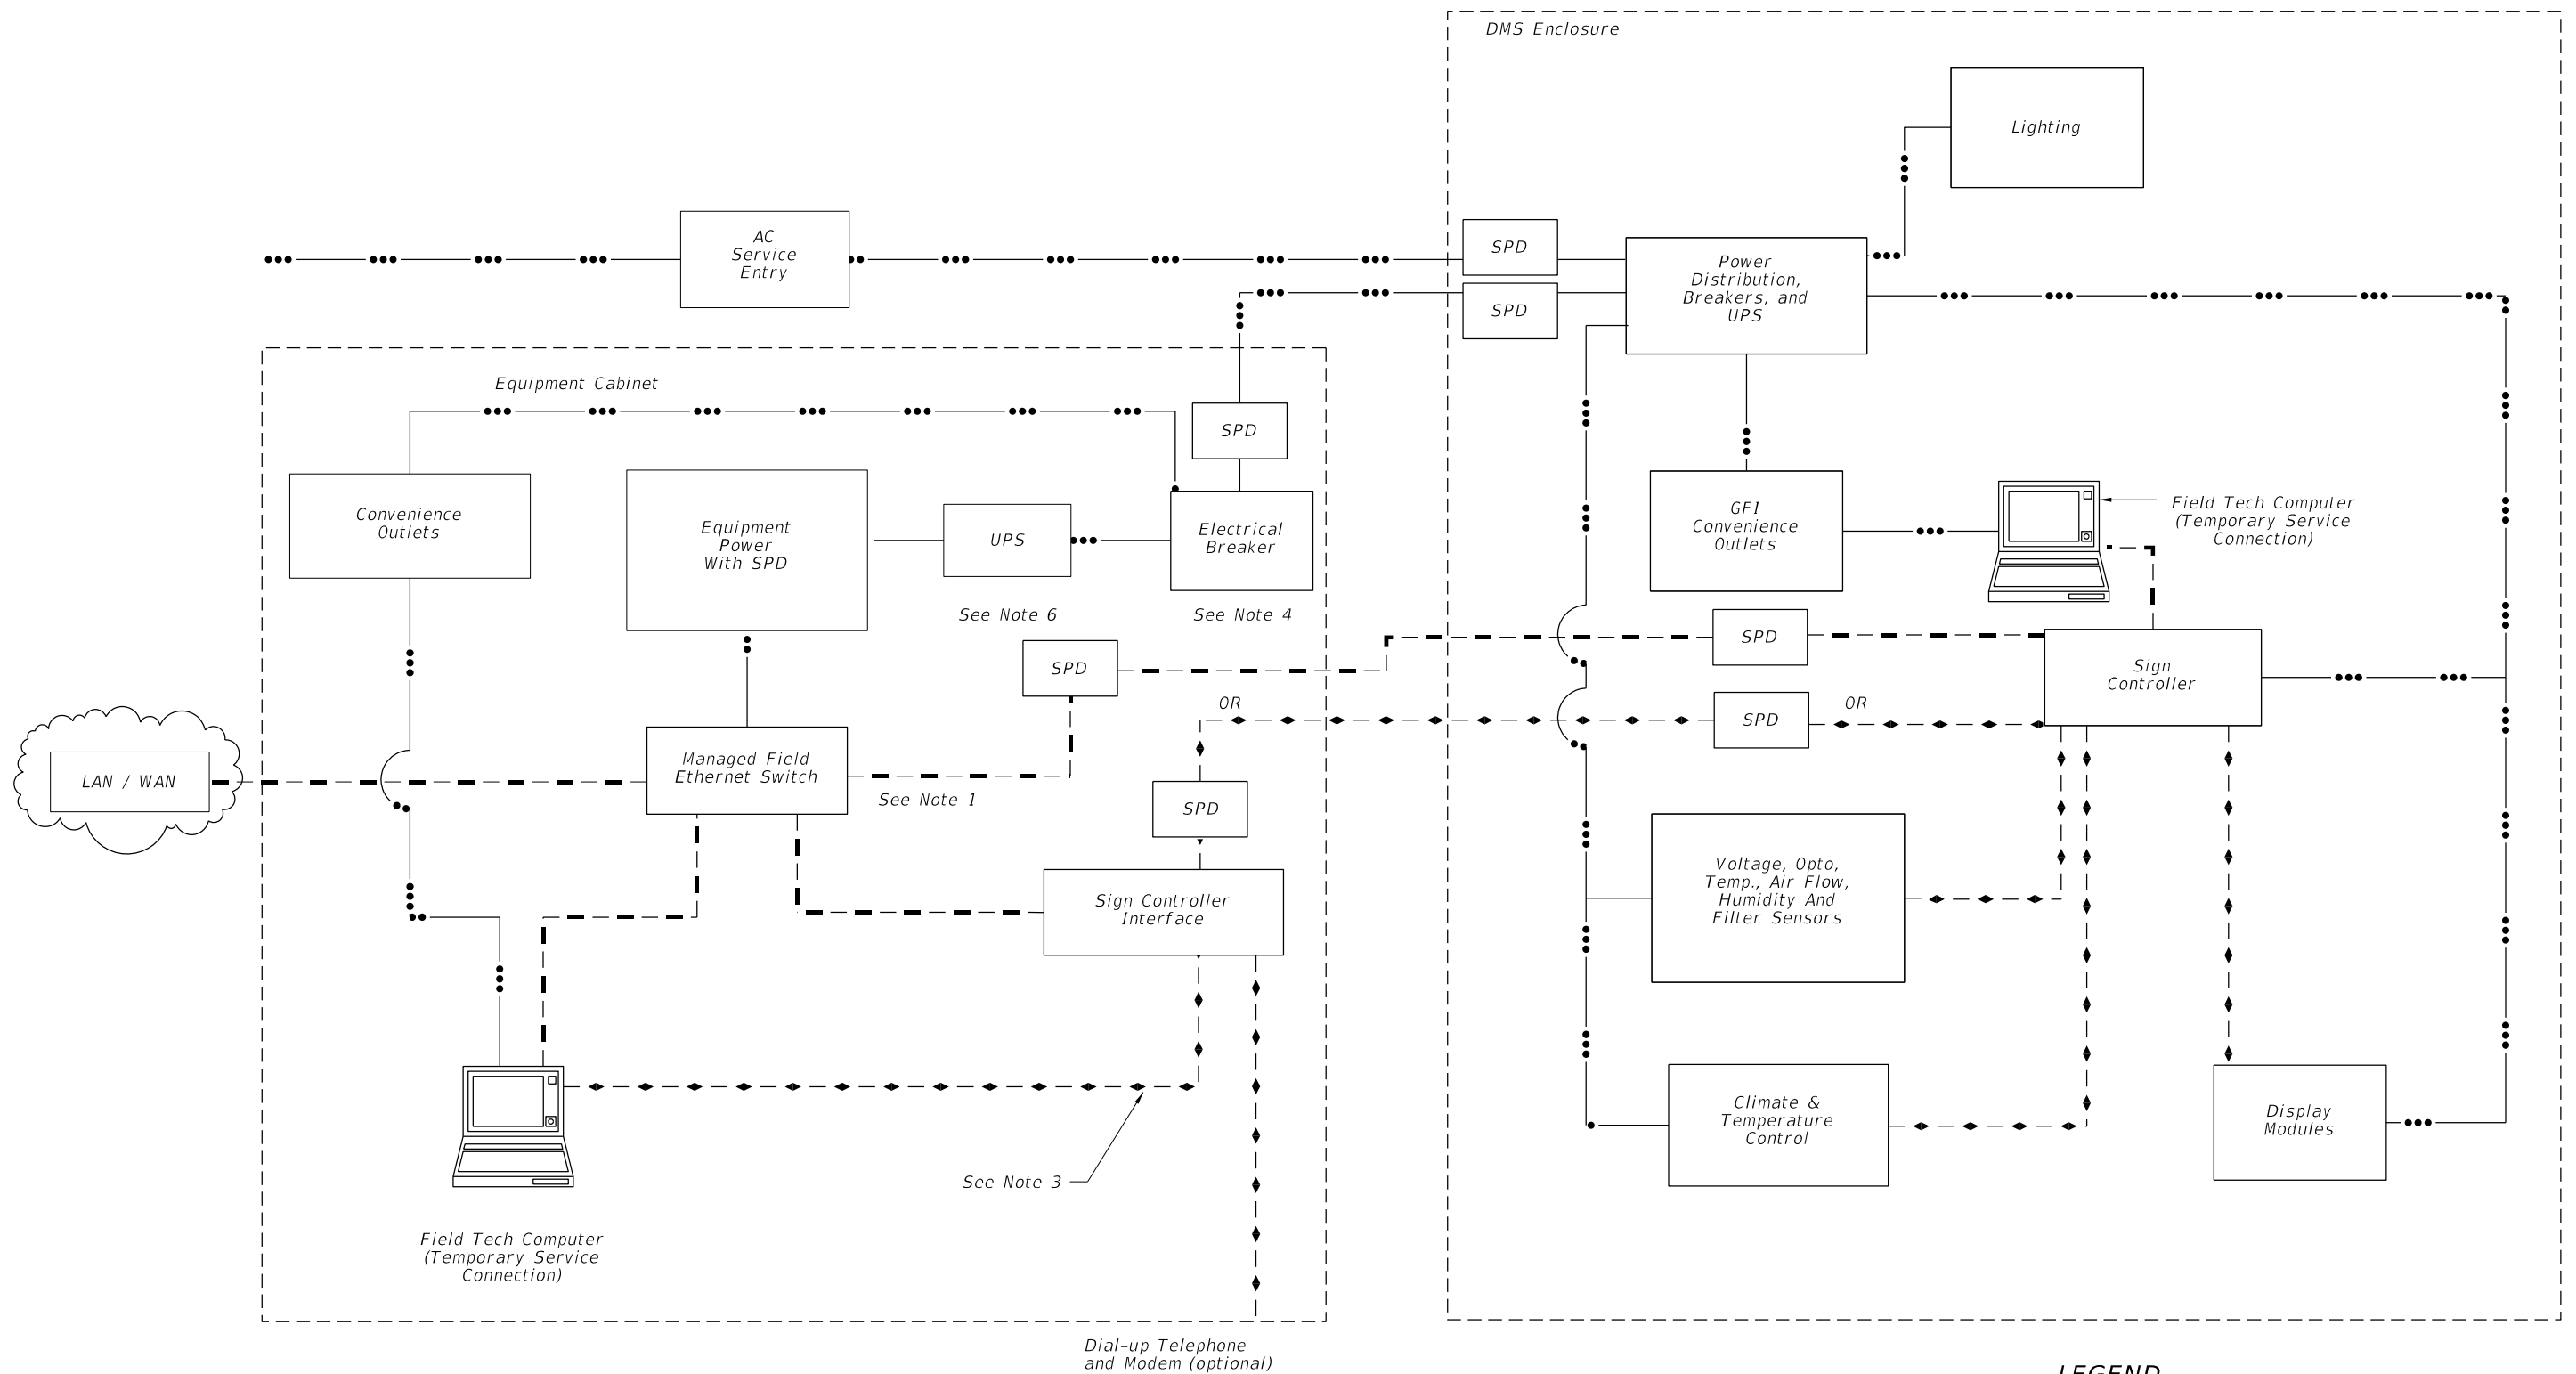 DMS Enclosure
Lighting
AC
Service
Entry
SPD
SPD
Power
Distribution,
Breakers, and
UPS
Equipment Cabinet
SPD
Convenience
Outlets
Equipment
Power
With SPD
UPS
Electrical
Breaker
See Note 6
See Note 4
GFI
Convenience
Outlets
Field Tech Computer
(Temporary Service
Connection)
SPD
SPD
Sign
Controller
OR
SPD
OR
LAN / WAN
Managed Field
Ethernet Switch
See Note 1
SPD
Sign Controller
Interface
Voltage, Opto,
Temp., Air Flow,
Humidity And
Filter Sensors
Climate &
Temperature
Control
Display
Modules
See Note 3
Field Tech Computer
(Temporary Service
Connection)
Dial-up Telephone
and Modem (optional)
LEGEND